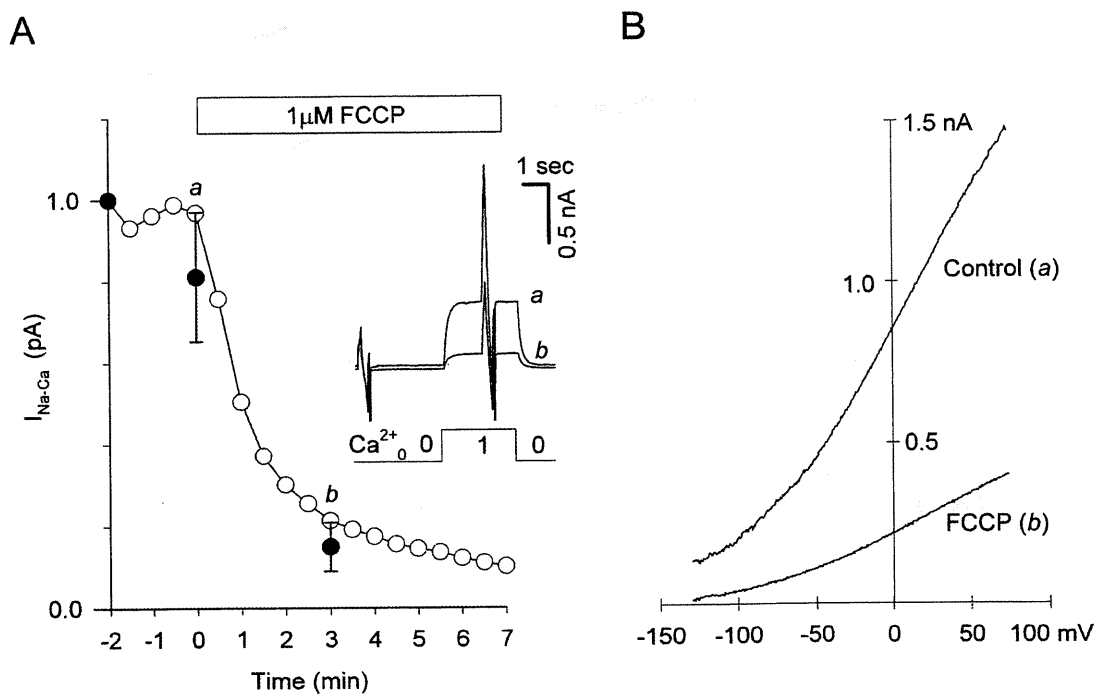 A
B
1μM FCCP
1.5 nA
1 sec
0.5 nA
a
1.0
a
b
Control (a)
1.0
I_Na-Ca (pA)
b
Ca²⁺₀ 0 1 0
0.5
FCCP (b)
0.0
-2 -1 0 1 2 3 4 5 6 7
Time (min)
-150 -100 -50 0 50 100 mV